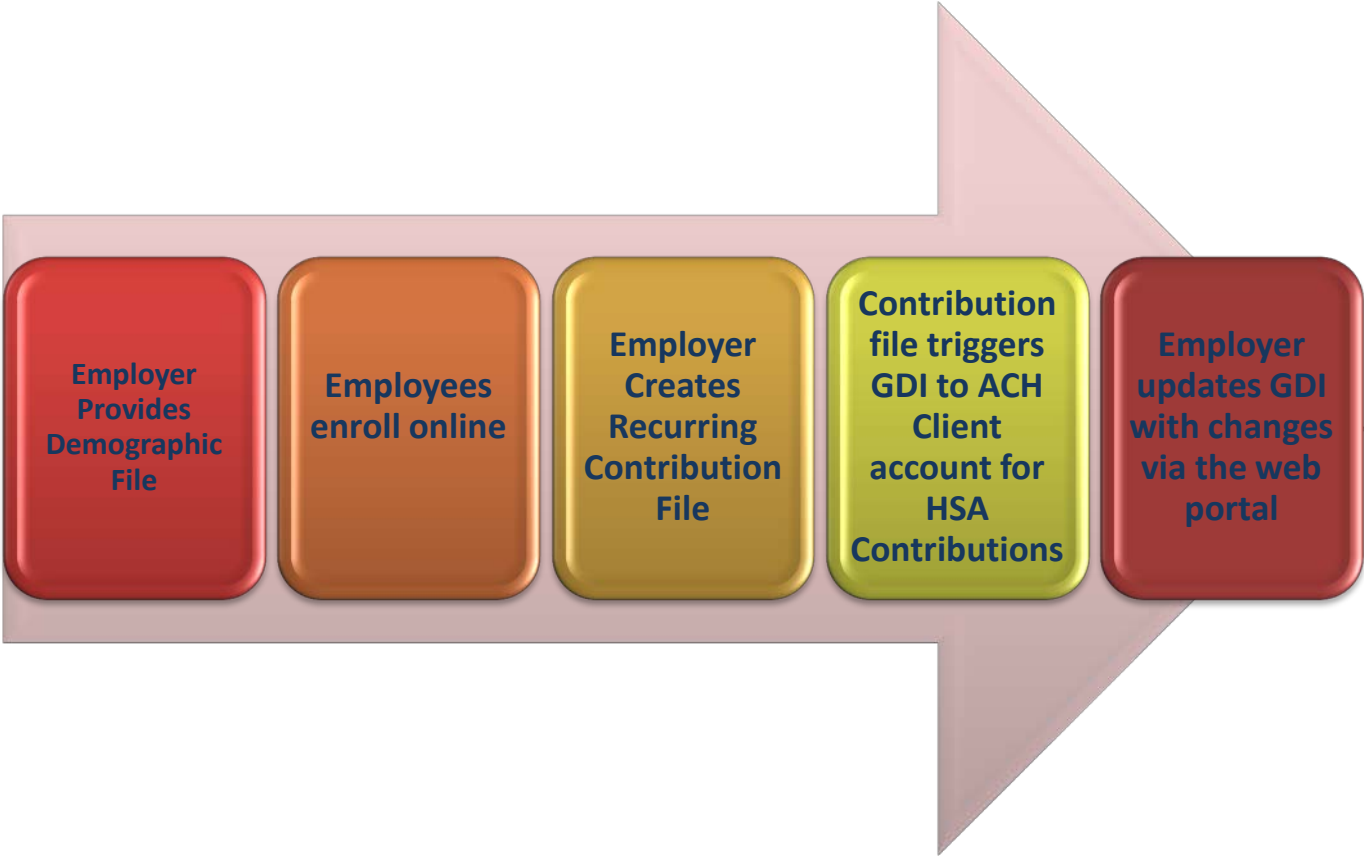 Employer
Provides
Demographic
File
Employees
enroll online
Employer
Creates
Recurring
Contribution
File
Contribution
file triggers
GDI to ACH
Client
account for
HSA
Contributions
Employer
updates GDI
with changes
via the web
portal